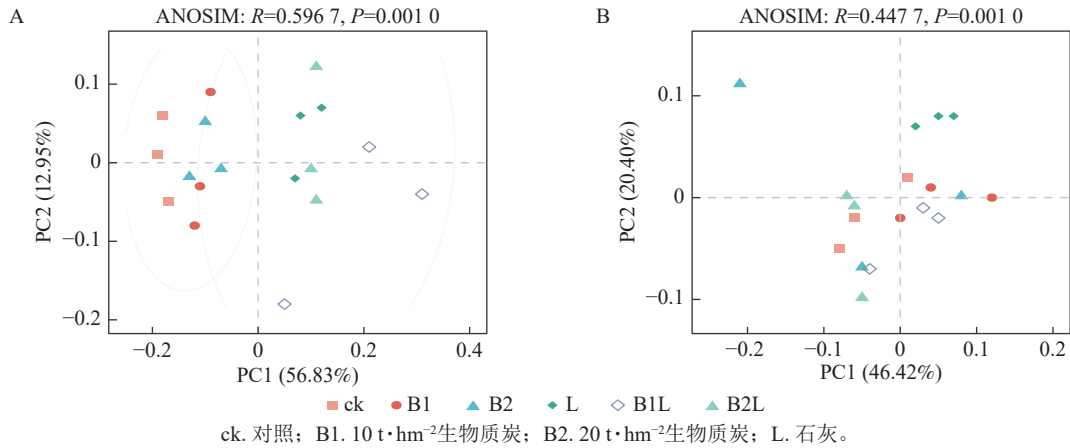 A
ANOSIM: R=0.596 7, P=0.001 0
0.1
0
−0.1
−0.2
PC2 (12.95%)
−0.2
0
0.2
0.4
PC1 (56.83%)
B
ANOSIM: R=0.447 7, P=0.001 0
0.1
0
−0.1
PC2 (20.40%)
−0.2
−0.1
0
0.1
0.2
PC1 (46.42%)
ck B1 B2 L B1L B2L
ck. 对照；B1. 10 t·hm⁻²生物质炭；B2. 20 t·hm⁻²生物质炭；L. 石灰。